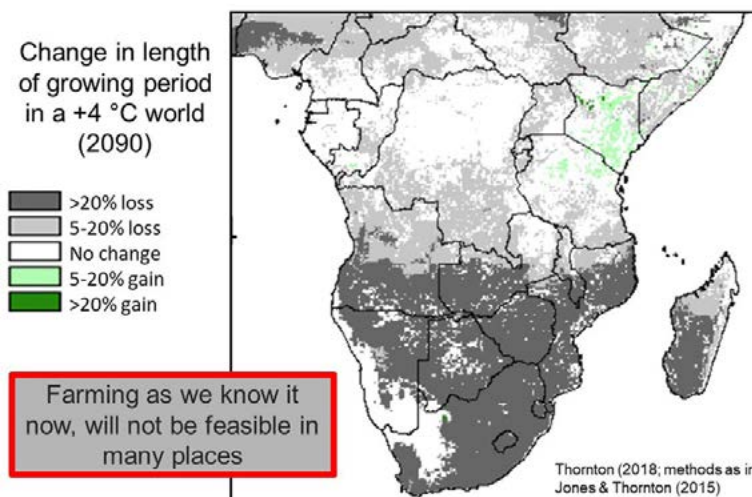 Change in length
of growing period
in a +4 °C world
(2090)
>20% loss
5-20% loss
No change
5-20% gain
>20% gain
Farming as we know it
now, will not be feasible in
many places
Thornton (2018; methods as in
Jones & Thornton (2015)